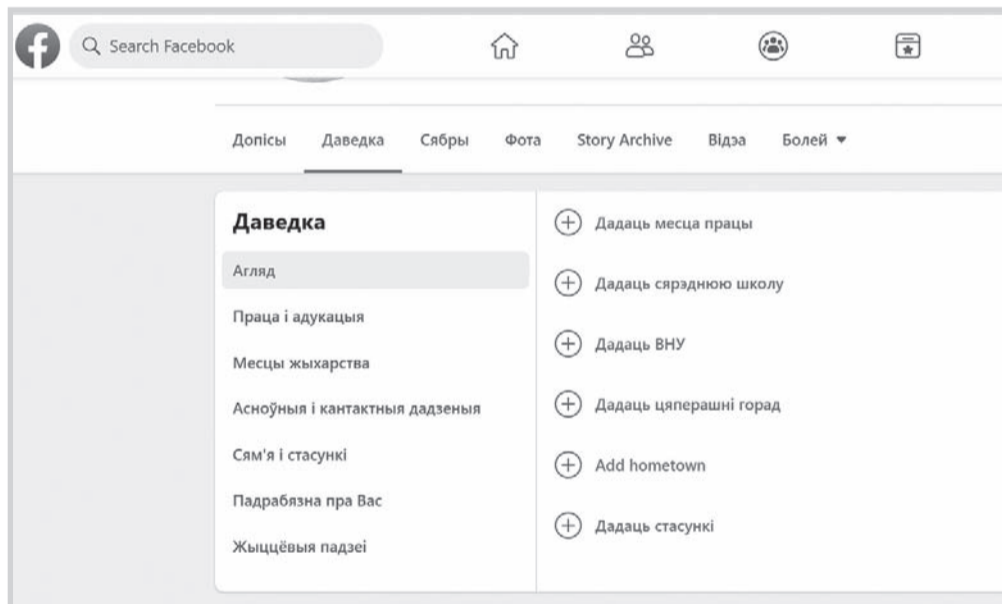 Search Facebook
Допісы Даведка Сябры Фота Story Archive Відэа Болей
Даведка
Агляд
Праца і адукацыя
Месцы жыхарства
Асноўныя і кантактныя дадзеныя
Сям'я і стасункі
Падрабязна пра Вас
Жыццёвыя падзеі
Дадаць месца працы
Дадаць сярэднюю школу
Дадаць ВНУ
Дадаць цяперашні горад
Add hometown
Дадаць стасункі